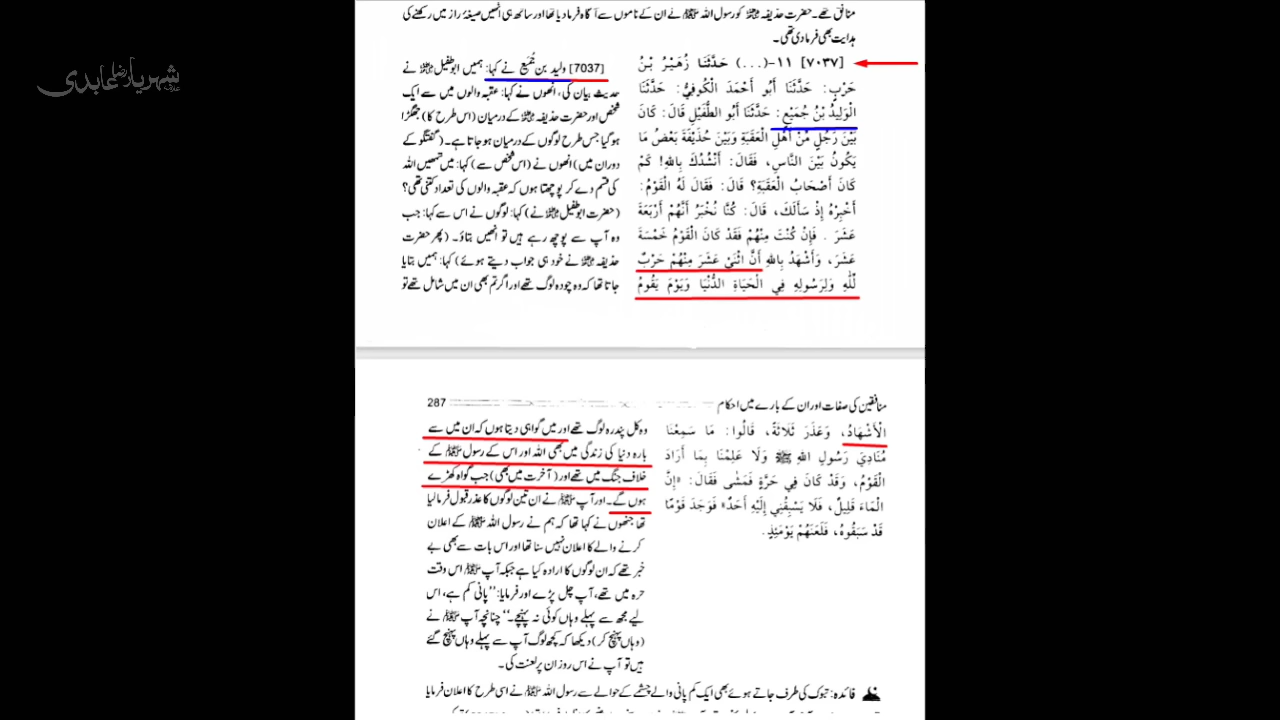 منافق تھے۔ حضرت حذیفہ ﷜ کو رسول اللہ ﷺ نے ان کے ناموں سے آگاہ فرما دیا تھا اور ساتھ ہی انھیں صیغۂ راز میں رکھنے کی
ہدایت بھی فرما دی تھی۔
[٧٠٣٧] ١١-(...) حَدَّثَنَا زُهَيْرُ بْنُ
حَرْبٍ: حَدَّثَنَا أَبُو أَحْمَدَ الْكُوفِيُّ: حَدَّثَنَا
الْوَلِيدُ بْنُ جُمَيْعٍ: حَدَّثَنَا أَبُو الطُّفَيْلِ قَالَ: كَانَ
بَيْنَ رَجُلٍ مِّنْ أَهْلِ الْعَقَبَةِ وَبَيْنَ حُذَيْفَةَ بَعْضُ مَا
يَكُونُ بَيْنَ النَّاسِ، فَقَالَ: أَنْشُدُكَ بِاللهِ! كَمْ
كَانَ أَصْحَابُ الْعَقَبَةِ؟ قَالَ: فَقَالَ لَهُ الْقَوْمُ:
أَخْبِرْهُ إِذْ سَأَلَكَ، قَالَ: كُنَّا نُخْبَرُ أَنَّهُمْ أَرْبَعَةَ
عَشَرَ . فَإِنْ كُنْتَ مِنْهُمْ فَقَدْ كَانَ الْقَوْمُ خَمْسَةَ
عَشَرَ، وَأَشْهَدُ بِاللهِ أَنَّ اثْنَيْ عَشَرَ مِنْهُمْ حَرْبٌ
لِّلّٰهِ وَلِرَسُولِهِ فِي الْحَيَاةِ الدُّنْيَا وَيَوْمَ يَقُومُ
[7037] ولید بن جُمیع نے کہا: ہمیں ابوطفیل ﷜ نے
حدیث بیان کی، انھوں نے کہا: عقبہ والوں میں سے ایک
شخص اور حضرت حذیفہ ﷜ کے درمیان (اس طرح کا) جھگڑا
ہو گیا جس طرح لوگوں کے درمیان ہو جاتا ہے۔ (گفتگو کے
دوران میں) انھوں نے (اس شخص سے) کہا: میں تمھیں اللہ
کی قسم دے کر پوچھتا ہوں کہ عقبہ والوں کی تعداد کتنی تھی؟
(حضرت ابوطفیل ﷜ نے) کہا: لوگوں نے اس سے کہا: جب
وہ آپ سے پوچھ رہے ہیں تو انھیں بتاؤ۔ (پھر حضرت
حذیفہ ﷜ نے خود ہی جواب دیتے ہوئے) کہا: ہمیں بتایا
جاتا تھا کہ وہ چودہ لوگ تھے اور اگر تم بھی ان میں شامل تھے تو
منافقین کی صفات اور ان کے بارے میں احکام 287
الْأَشْهَادُ، وَعَذَرَ ثَلَاثَةً، قَالُوا: مَا سَمِعْنَا
مُنَادِيَ رَسُولِ اللهِ ﷺ وَلَا عَلِمْنَا بِمَا أَرَادَ
الْقَوْمُ، وَقَدْ كَانَ فِي حَرَّةٍ فَمَشَى فَقَالَ: «إِنَّ
الْمَاءَ قَلِيلٌ، فَلَا يَسْبِقْنِي إِلَيْهِ أَحَدٌ» فَوَجَدَ قَوْمًا
قَدْ سَبَقُوهُ، فَلَعَنَهُمْ يَوْمَئِذٍ.
وہ کل پندرہ لوگ تھے اور میں گواہی دیتا ہوں کہ ان میں سے
بارہ دنیا کی زندگی میں بھی اللہ اور اس کے رسول ﷺ کے
خلاف جنگ میں تھے اور (آخرت میں بھی) جب گواہ کھڑے
ہوں گے۔ اور آپ ﷺ نے ان تین لوگوں کا عذر قبول فرمالیا
تھا جنھوں نے کہا تھا کہ ہم نے رسول اللہ ﷺ کے اعلان
کرنے والے کا اعلان نہیں سنا تھا اور اس بات سے بھی بے
خبر تھے کہ ان لوگوں کا ارادہ کیا ہے جبکہ آپ ﷺ اس وقت
حرہ میں تھے، آپ چل پڑے اور فرمایا: ''پانی کم ہے، اس
لیے مجھ سے پہلے وہاں کوئی نہ پہنچے۔'' چنانچہ آپ ﷺ نے
(وہاں پہنچ کر) دیکھا کہ کچھ لوگ آپ سے پہلے وہاں پہنچ گئے
ہیں تو آپ نے اس روز ان پر لعنت کی۔
فائدہ: تبوک کی طرف جاتے ہوئے بھی ایک کم پانی والے چشمے کے حوالے سے رسول اللہ ﷺ نے اسی طرح کا اعلان فرمایا